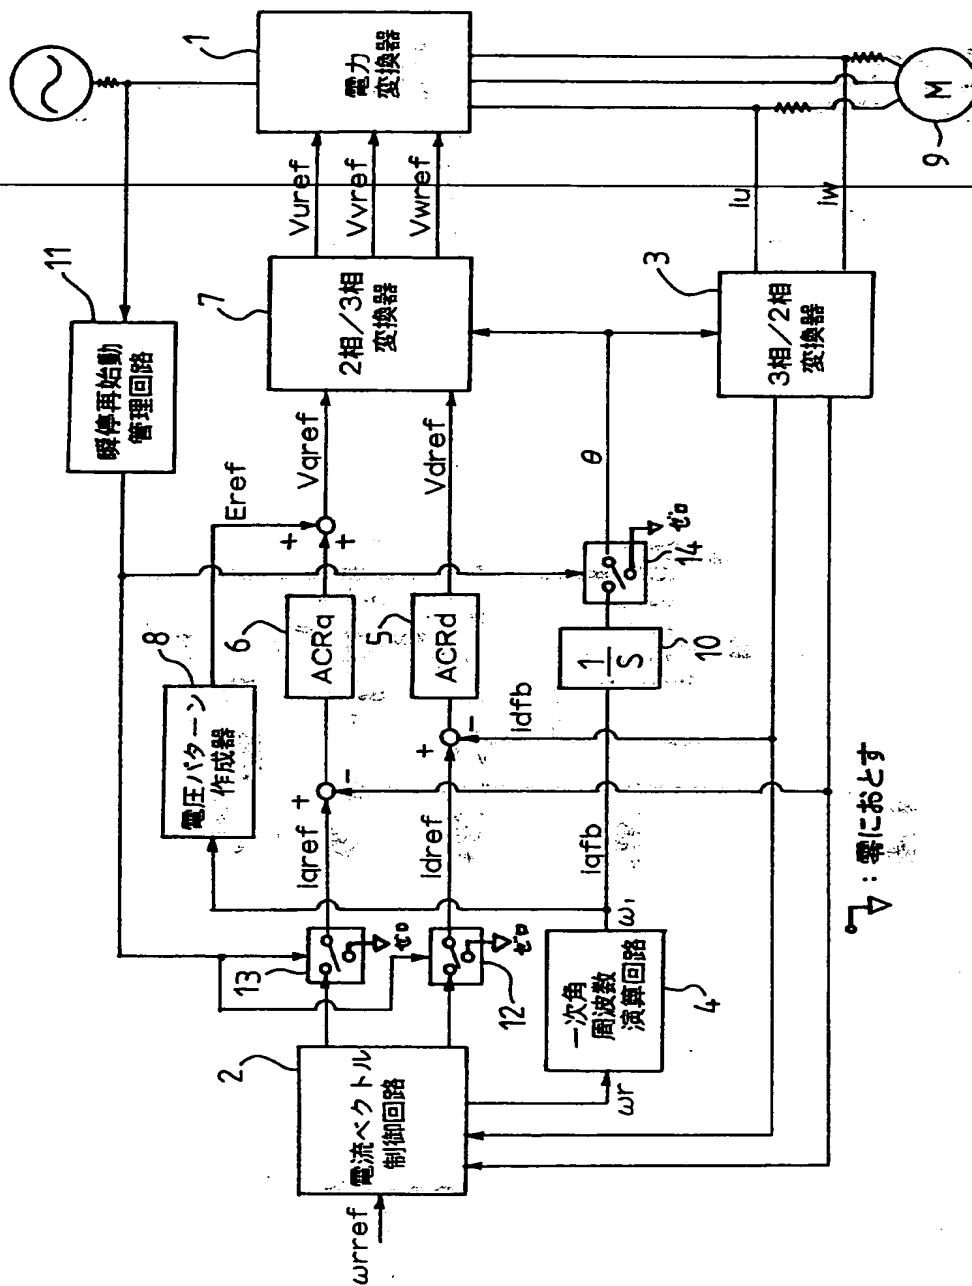 ωrref
2
電流ベクトル
制御回路
ωr
4
一次角
周波数
演算回路
ω1
13
ゼロ
12
ゼロ
iqref
idref
iqfb
idfb
+
-
+
-
8
電圧パターン
作成器
Eref
6
ACRq
5
ACRd
10
1
S
14
ゼロ
θ
+
+
Vqref
Vdref
11
瞬停再始動
管理回路
7
2相/3相
変換器
3
3相/2相
変換器
Vuref
Vvref
Vwref
iu
iw
1
電力
変換器
9
M
: 零におとす